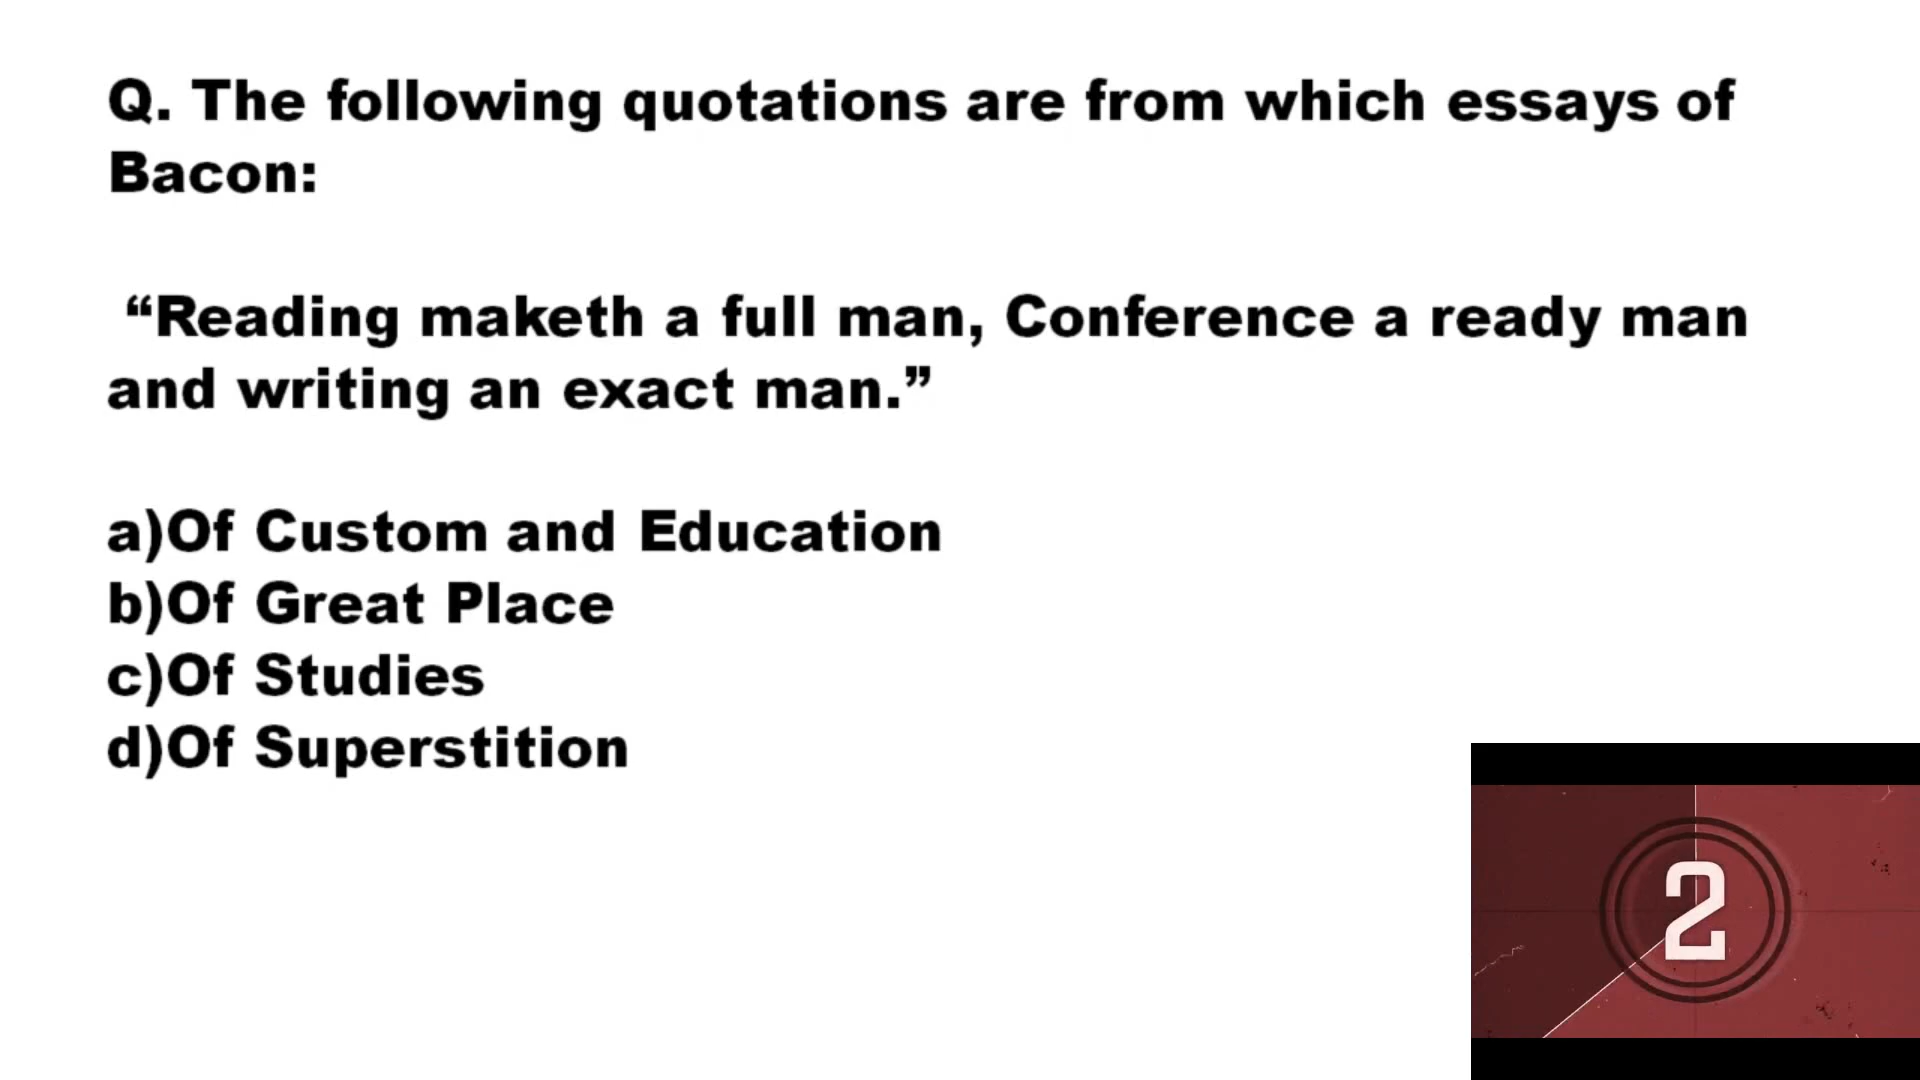 Q. The following quotations are from which essays of
Bacon:
“Reading maketh a full man, Conference a ready man
and writing an exact man.”
a)Of Custom and Education
b)Of Great Place
c)Of Studies
d)Of Superstition
2